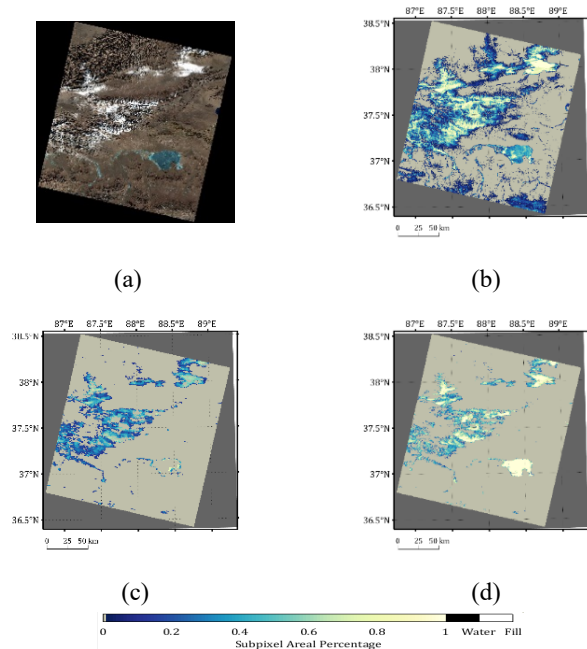 87°E 87.5°E 88°E 88.5°E 89°E
38.5°N
38°N
37.5°N
37°N
36.5°N
0 25 50 km
(a)
(b)
87°E 87.5°E 88°E 88.5°E 89°E
38.5°N
38°N
37.5°N
37°N
36.5°N
0 25 50 km
87°E 87.5°E 88°E 88.5°E 89°E
38.5°N
38°N
37.5°N
37°N
36.5°N
0 25 50 km
(c)
(d)
0 0.2 0.4 0.6 0.8 1 Water Fill
Subpixel Areal Percentage